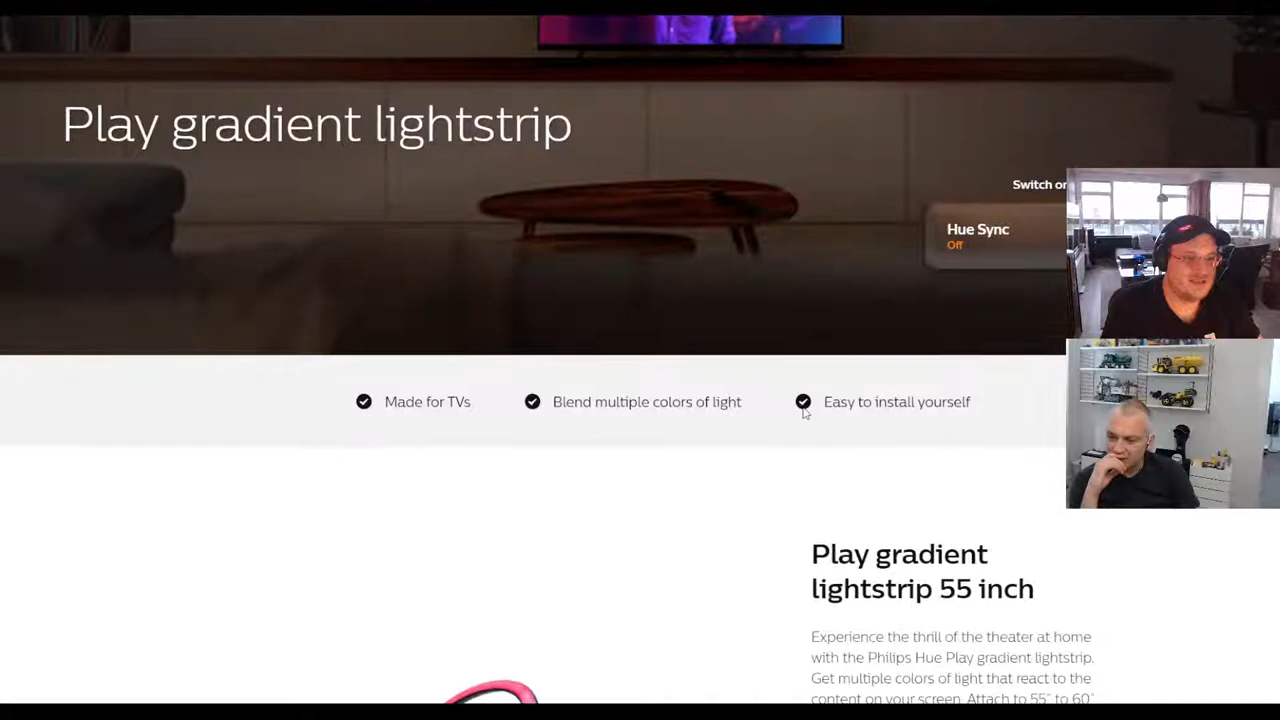 Play gradient lightstrip
Switch or
Hue Sync
Off
Made for TVs
Blend multiple colors of light
Easy to install yourself
Play gradient
lightstrip 55 inch
Experience the thrill of the theater at home
with the Philips Hue Play gradient lightstrip.
Get multiple colors of light that react to the
content on your screen. Attach to 55" to 60"